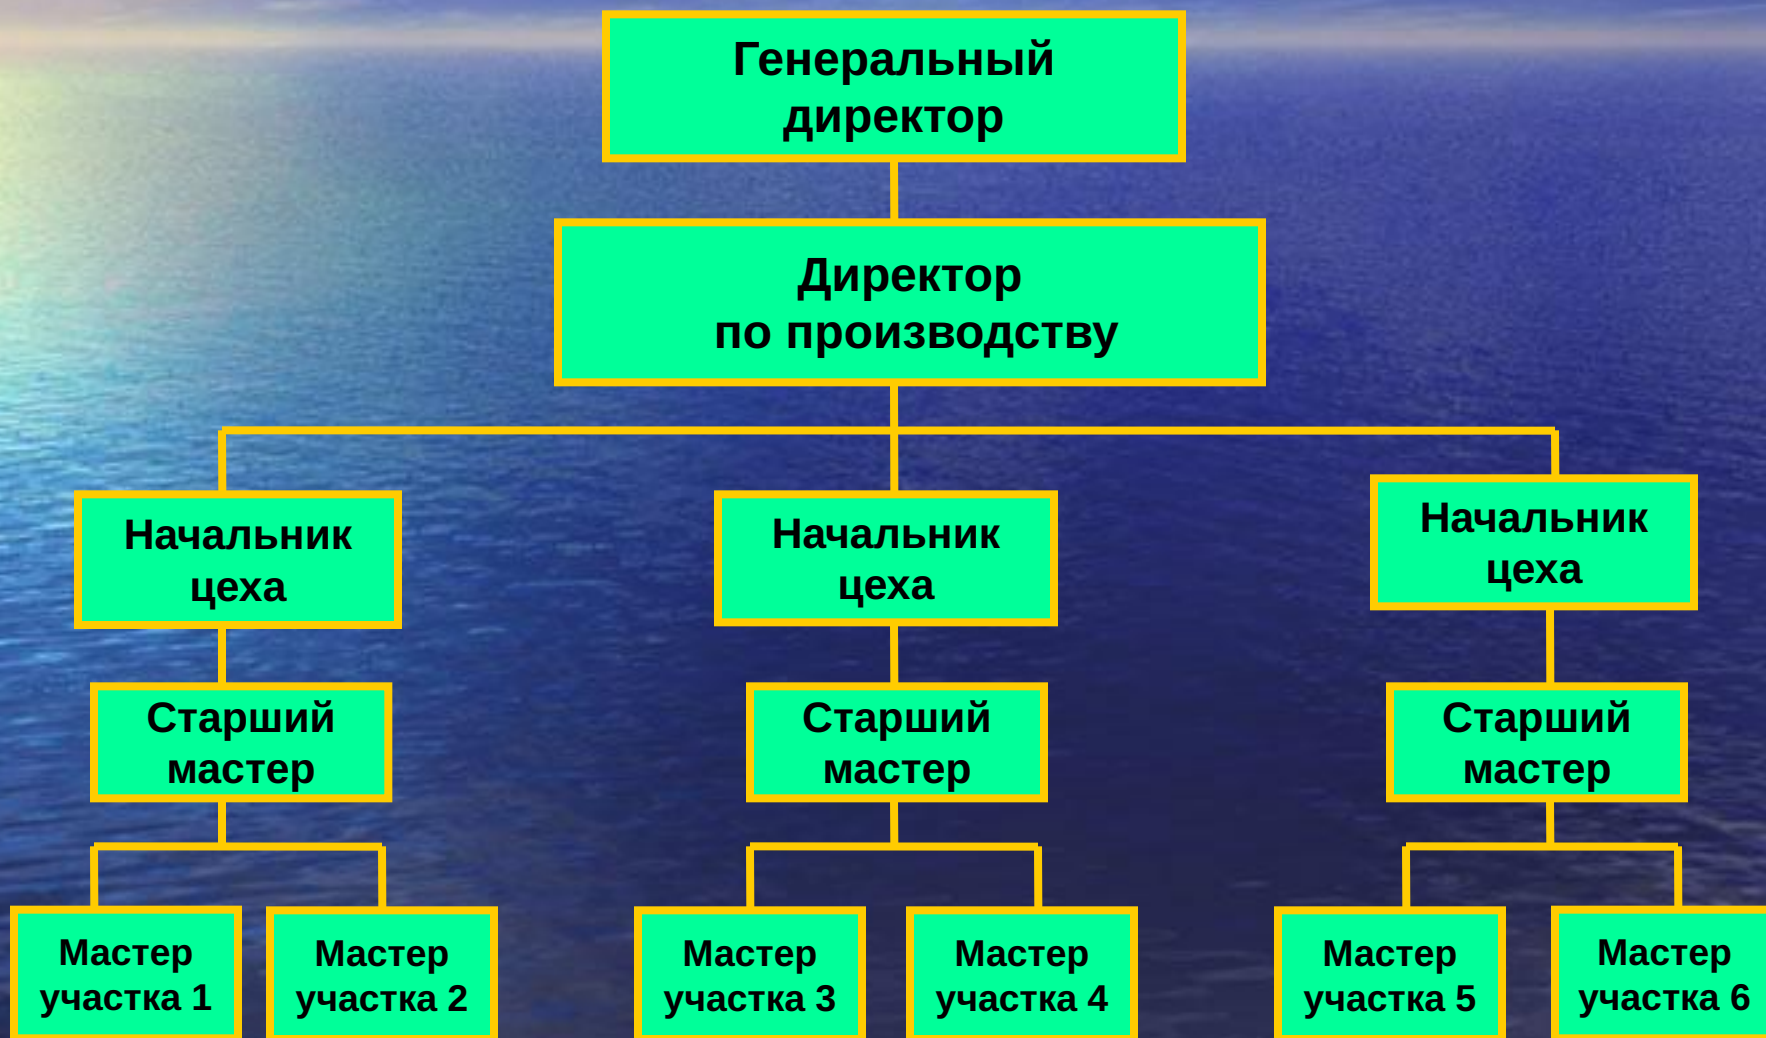 Генеральный
директор
Директор
по производству
Начальник
цеха
Начальник
цеха
Начальник
цеха
Старший
мастер
Старший
мастер
Старший
мастер
Мастер
участка 1
Мастер
участка 2
Мастер
участка 3
Мастер
участка 4
Мастер
участка 5
Мастер
участка 6